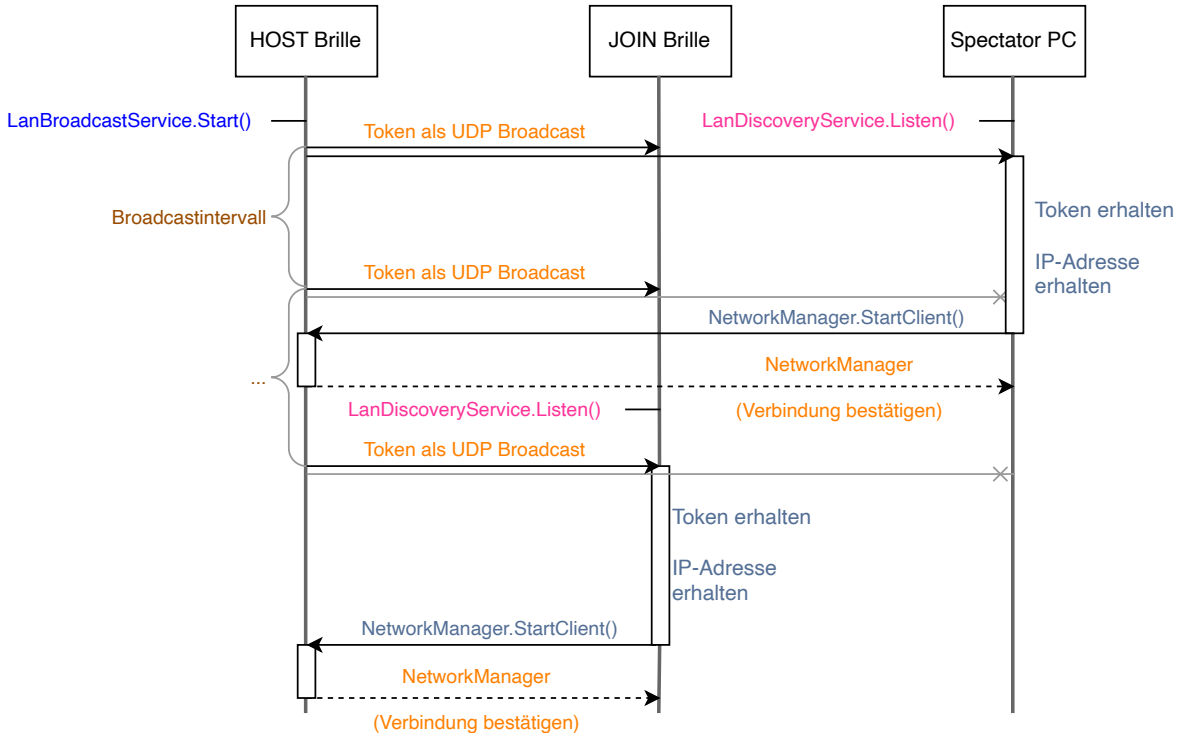 HOST Brille
JOIN Brille
Spectator PC
LanBroadcastService.Start()
Token als UDP Broadcast
LanDiscoveryService.Listen()
Broadcastintervall
Token erhalten
IP-Adresse
erhalten
Token als UDP Broadcast
NetworkManager.StartClient()
...
NetworkManager
(Verbindung bestätigen)
LanDiscoveryService.Listen()
Token als UDP Broadcast
Token erhalten
IP-Adresse
erhalten
NetworkManager.StartClient()
NetworkManager
(Verbindung bestätigen)